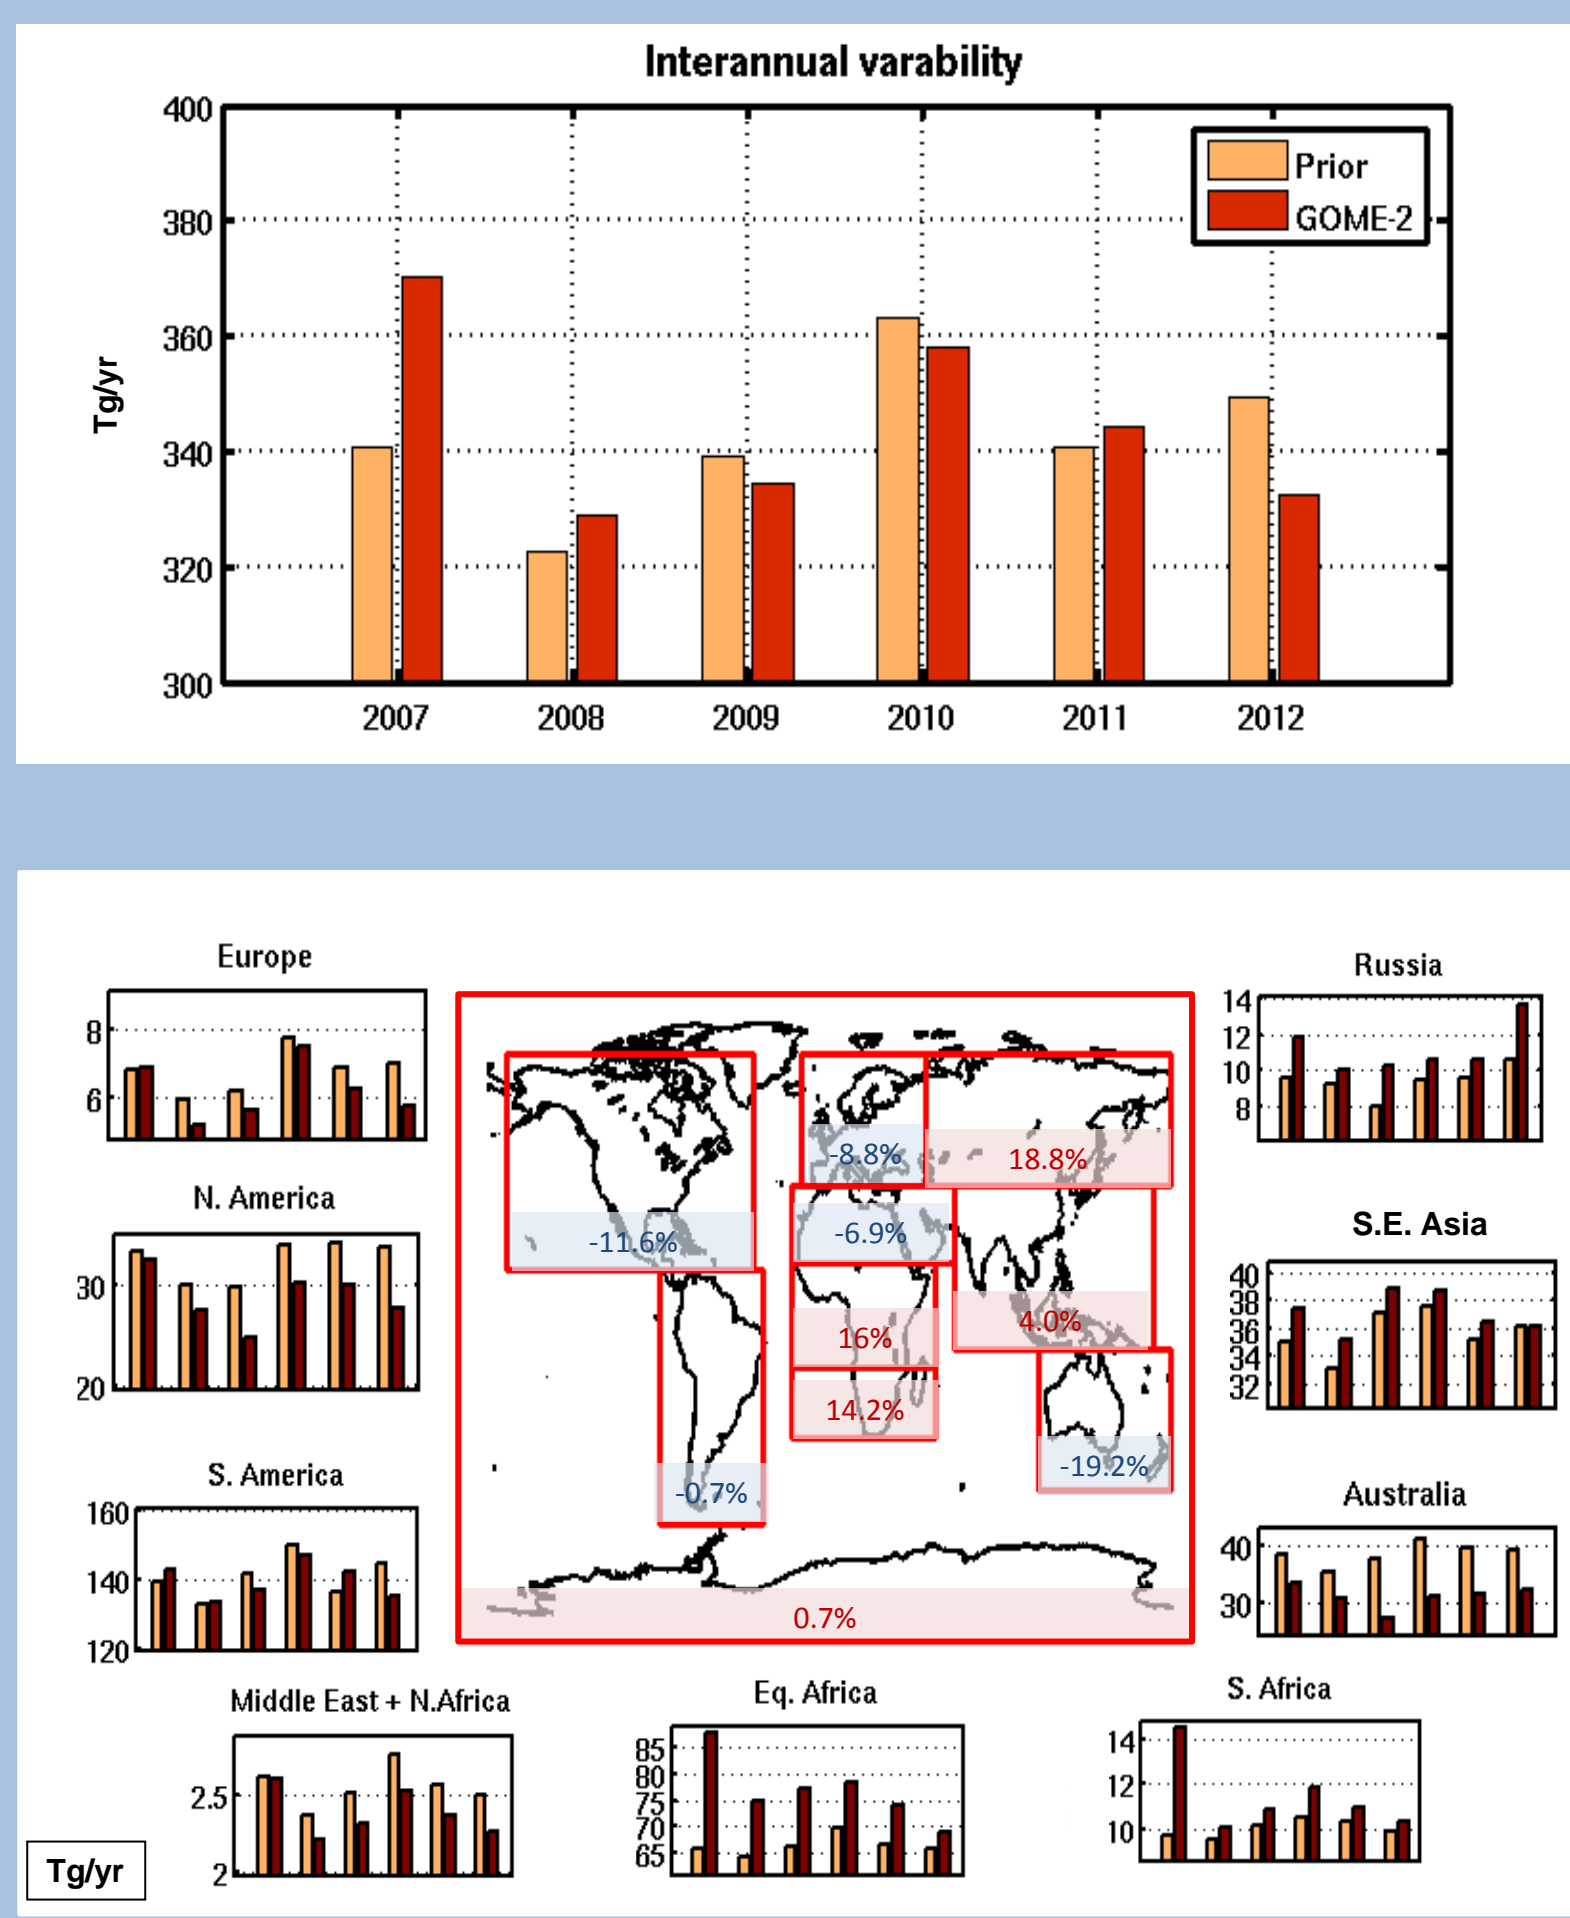 Interannual varability
400
380
360
340
320
300
Tg/yr
Prior
GOME-2
2007 2008 2009 2010 2011 2012
Europe
8
6
N. America
30
20
S. America
160
140
120
Middle East + N.Africa
2.5
2
Tg/yr
Eq. Africa
85
80
75
70
65
S. Africa
14
12
10
Russia
14
12
10
8
S.E. Asia
40
38
36
34
32
Australia
40
30
-8.8%
18.8%
-11.6%
-6.9%
16%
4.0%
14.2%
-19.2%
-0.7%
0.7%